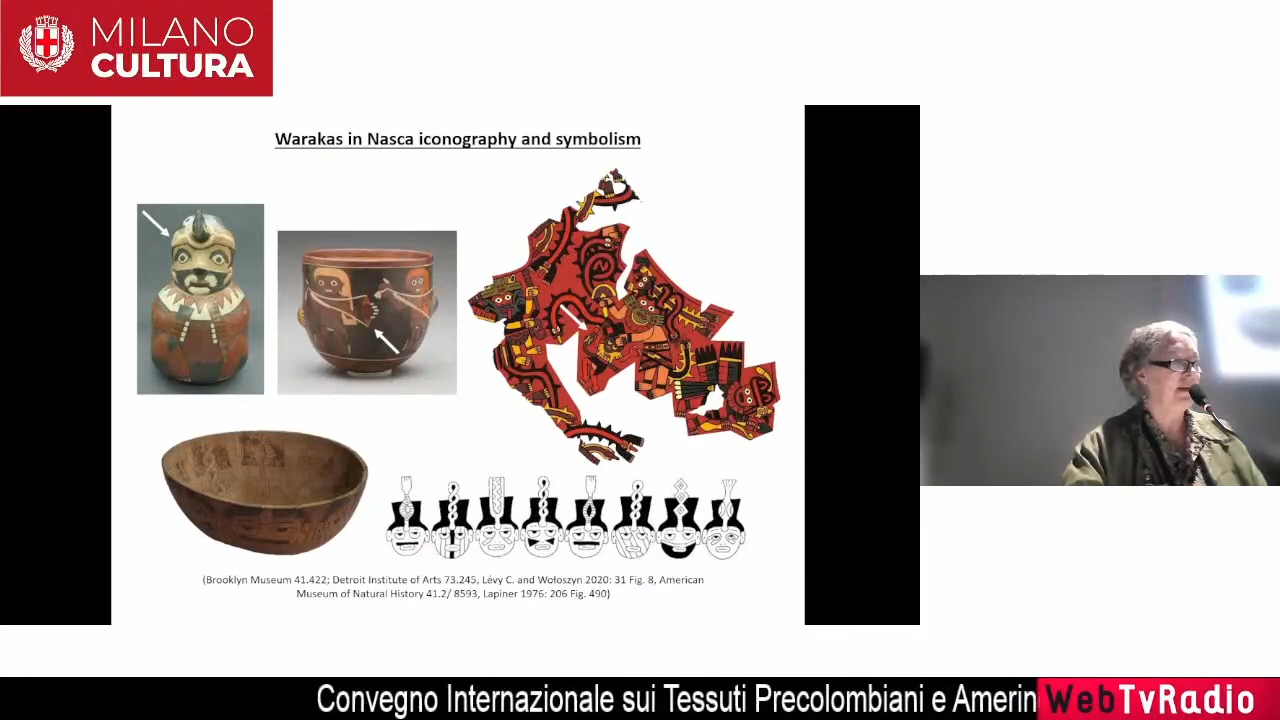 MILANO
CULTURA
Warakas in Nasca iconography and symbolism
(Brooklyn Museum 41.422; Detroit Institute of Arts 73.245, Lévy C. and Wołoszyn 2020: 31 Fig. 8, American
Museum of Natural History 41.2/ 8593, Lapiner 1976: 206 Fig. 490)
Convegno Internazionale sui Tessuti Precolombiani e Amerin
WebTvRadio